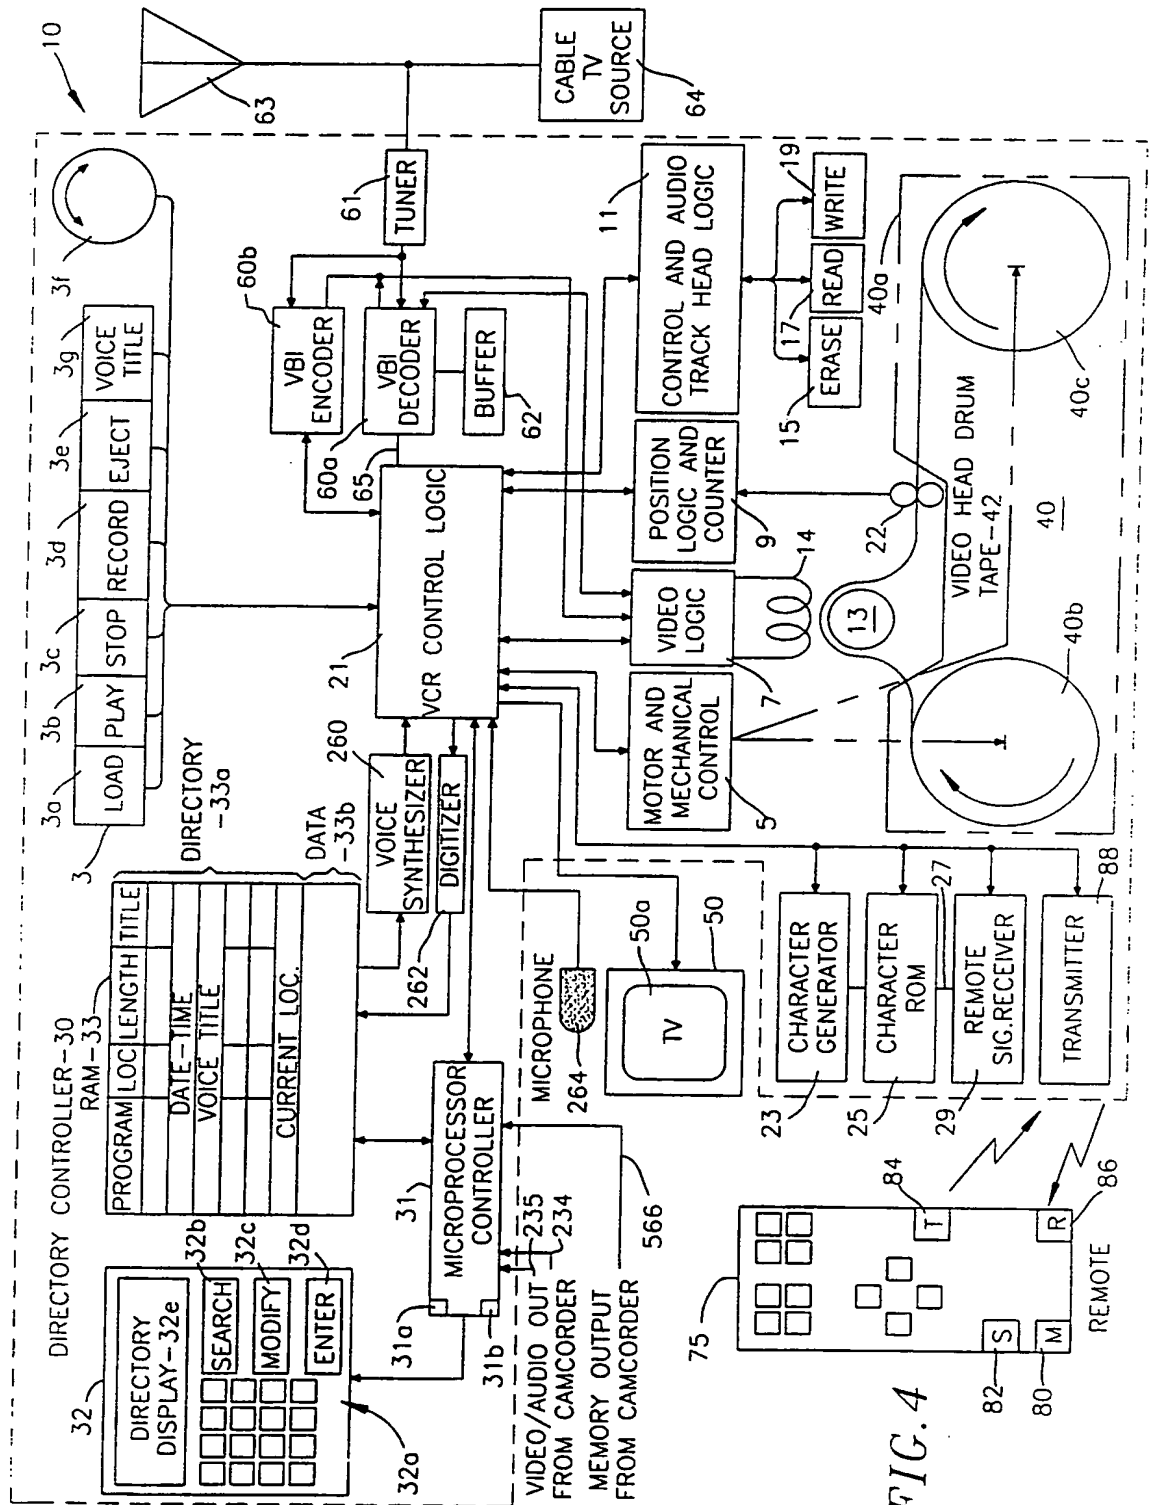 DIRECTORY CONTROLLER-30
RAM-33
32
DIRECTORY
DISPLAY-32e
SEARCH
MODIFY
ENTER
32b
32c
32d
32a
PROGRAM LOC LENGTH TITLE
DATE-TIME
VOICE TITLE
CURRENT LOC.
DIRECTORY
-33a
DATA
-33b
3
3a
3b
3c
3d
3e
3g
3f
LOAD
PLAY
STOP
RECORD
EJECT
VOICE
TITLE
10
63
CABLE
TV
SOURCE
64
61
TUNER
60b
VBI
ENCODER
60a
VBI
DECODER
65
BUFFER
62
21
VCR CONTROL LOGIC
260
VOICE
SYNTHESIZER
DIGITIZER
262
31
MICROPROCESSOR
CONTROLLER
31a
31b
VIDEO/AUDIO OUT
FROM CAMCORDER
235
234
MEMORY OUTPUT
FROM CAMCORDER
566
MICROPHONE
264
TV
50a
50
MOTOR AND
MECHANICAL
CONTROL
5
VIDEO
LOGIC
7
14
POSITION
LOGIC AND
COUNTER
9
11
CONTROL AND AUDIO
TRACK HEAD LOGIC
15
ERASE
17
READ
19
WRITE
13
22
VIDEO HEAD DRUM
TAPE-42
40
40a
40b
40c
CHARACTER
GENERATOR
23
CHARACTER
ROM
25
27
REMOTE
SIG.RECEIVER
29
TRANSMITTER
88
75
T
84
R
86
S
82
M
80
REMOTE
FIG. 4